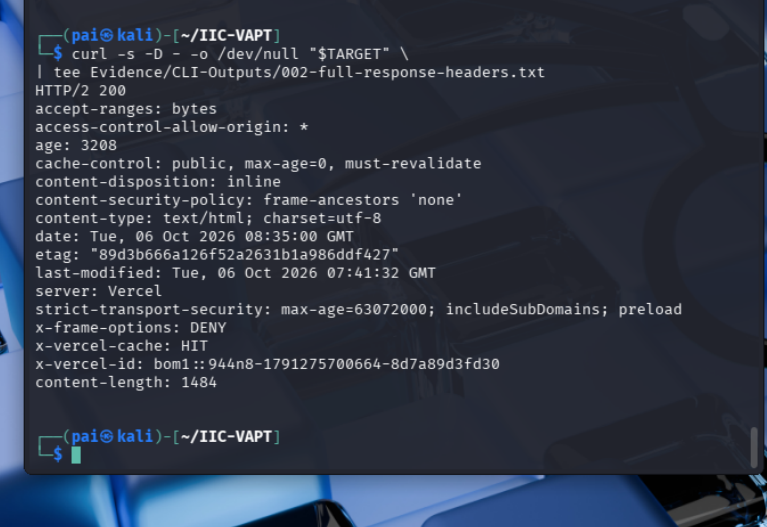 ┌──(pai㉿kali)-[~/IIC-VAPT]
└─$ curl -s -D - -o /dev/null "$TARGET" \
| tee Evidence/CLI-Outputs/002-full-response-headers.txt
HTTP/2 200
accept-ranges: bytes
access-control-allow-origin: *
age: 3208
cache-control: public, max-age=0, must-revalidate
content-disposition: inline
content-security-policy: frame-ancestors 'none'
content-type: text/html; charset=utf-8
date: Tue, 06 Oct 2026 08:35:00 GMT
etag: "89d3b666a126f52a2631b1a986ddf427"
last-modified: Tue, 06 Oct 2026 07:41:32 GMT
server: Vercel
strict-transport-security: max-age=63072000; includeSubDomains; preload
x-frame-options: DENY
x-vercel-cache: HIT
x-vercel-id: bom1::944n8-1791275700664-8d7a89d3fd30
content-length: 1484
┌──(pai㉿kali)-[~/IIC-VAPT]
└─$